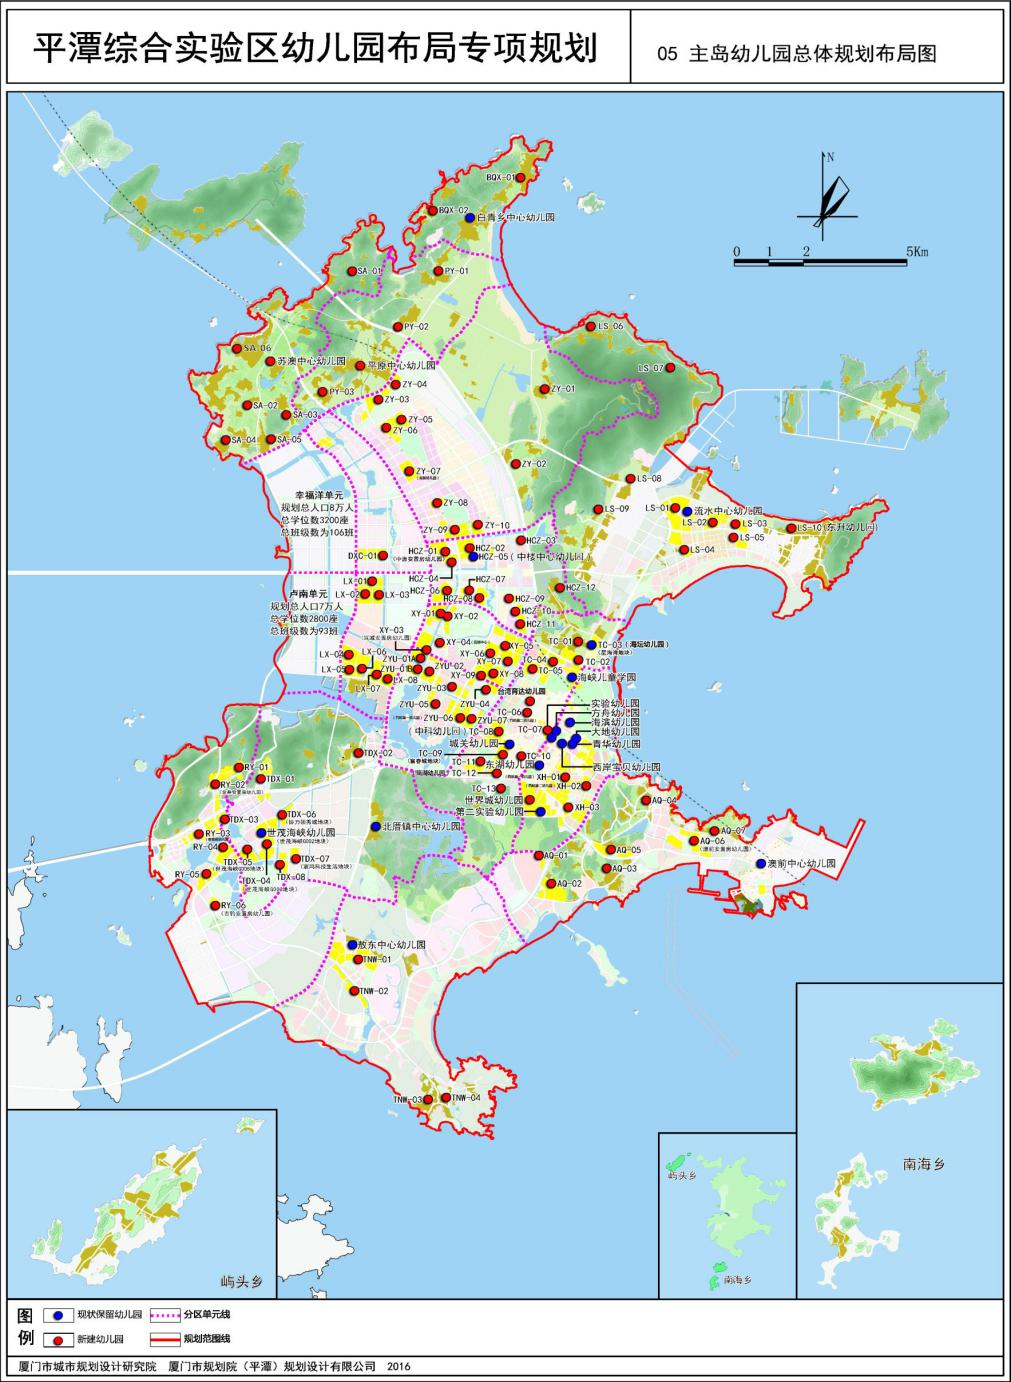 平潭综合实验区幼儿园布局专项规划
05 主岛幼儿园总体规划布局图
N
0 1 2 5Km
BQX-01
BQX-02
白青乡中心幼儿园
SA-01
PY-01
PY-02
LS-06
SA-06
苏澳中心幼儿园
平原中心幼儿园
LS-07
ZY-04
PY-03
ZY-03
ZY-01
SA-02
SA-03
ZY-05
ZY-06
SA-04
SA-05
ZY-02
ZY-07
LS-08
幸福洋单元
规划总人口8万人
总学位数3200座
总班级数为106班
ZY-08
LS-09
LS-01
流水中心幼儿园
LS-02
LS-03
LS-10(东升幼儿园)
ZY-09
ZY-10
LS-05
HCZ-03
LS-04
DXC-01
HCZ-01
HCZ-02
HCZ-05(中楼中心幼儿园)
LX-01
HCZ-04
HCZ-07
芦南单元
规划总人口7万人
总学位数2800座
总班级数为93班
LX-02
LX-03
HCZ-06
HCZ-08
HCZ-12
HCZ-09
XY-01
XY-02
HCZ-10
HCZ-11
XY-03
XY-04
XY-05
TC-01
TC-03(海坛幼儿园)
LX-04
LX-06
ZYU-01A
XY-06
XY-07
TC-04
TC-02
LX-05
ZYU-01B
ZYU-02
XY-09
XY-08
TC-05
海峡儿童学园
LX-07
LX-08
ZYU-03
台湾育达幼儿园
ZYU-05
ZYU-04
TC-06
实验幼儿园
方舟幼儿园
ZYU-06
ZYU-07
海滨幼儿园
(中科幼儿园)
TC-08
TC-07
大地幼儿园
城关幼儿园
青华幼儿园
TDX-02
TC-09
TC-10
TC-11
东湖幼儿园
西岸宝贝幼儿园
RY-01
TDX-01
TC-12
XH-01
RY-02
TC-13
XH-02
世界城幼儿园
AQ-04
TDX-06
第二实验幼儿园
XH-03
TDX-03
RY-03
世茂海峡幼儿园
北厝镇中心幼儿园
AQ-07
RY-04
AQ-06
TDX-05
TDX-07
AQ-01
AQ-05
RY-05
TDX-04
TDX-08
AQ-03
澳前中心幼儿园
AQ-02
RY-06
敖东中心幼儿园
TNW-01
TNW-02
TNW-03
TNW-04
屿头乡
屿头乡
南海乡
南海乡
图例
现状保留幼儿园
分区单元线
新建幼儿园
规划范围线
厦门市城市规划设计研究院 厦门市规划院(平潭)规划设计有限公司 2016